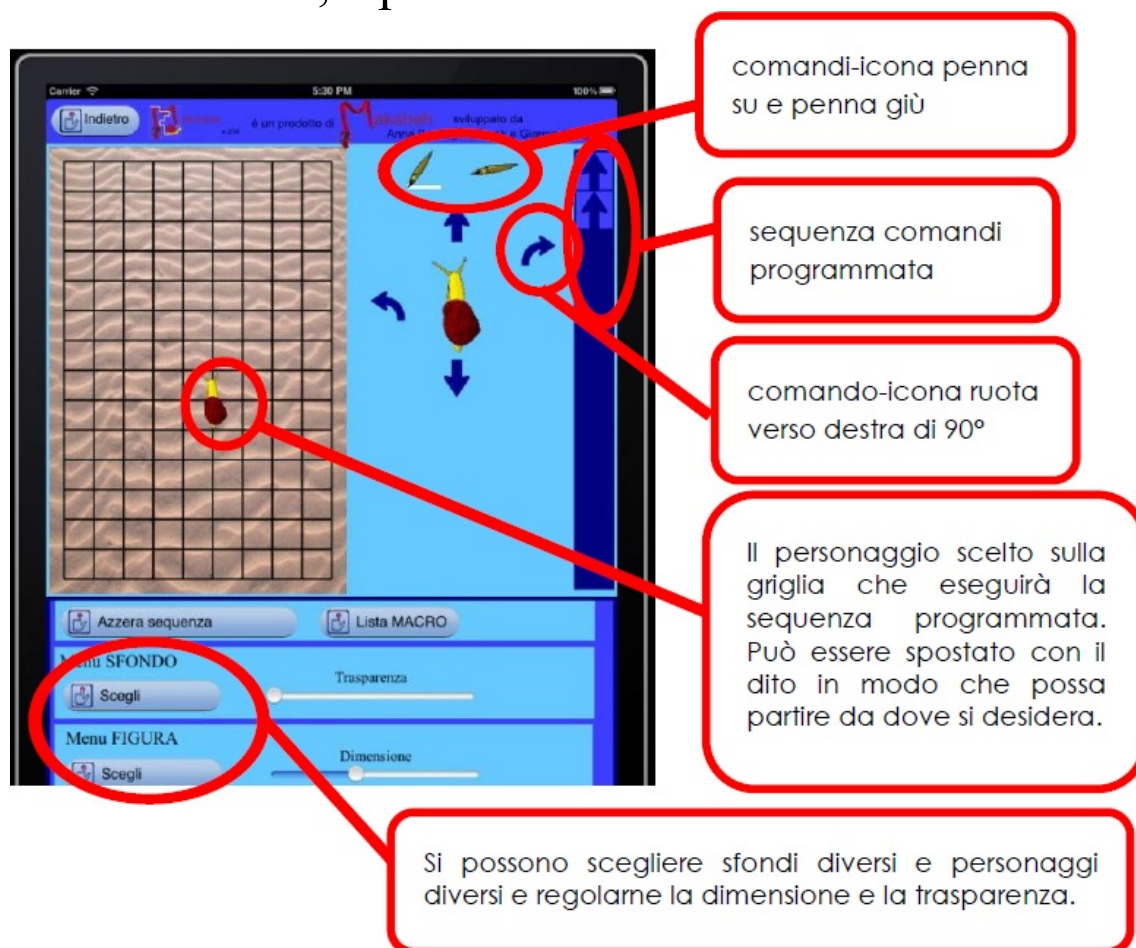 Carrier
5:30 PM
100%
Indietro
é un prodotto di
Makabeh
sviluppato da
Anna
e Giorgio
Azzera sequenza
Lista MACRO
Menu SFONDO
Scegli
Trasparenza
Menu FIGURA
Scegli
Dimensione
comandi-icona penna
su e penna giù
sequenza comandi
programmata
comando-icona ruota
verso destra di 90°
Il personaggio scelto sulla
griglia che eseguirà la
sequenza programmata.
Può essere spostato con il
dito in modo che possa
partire da dove si desidera.
Si possono scegliere sfondi diversi e personaggi
diversi e regolarne la dimensione e la trasparenza.